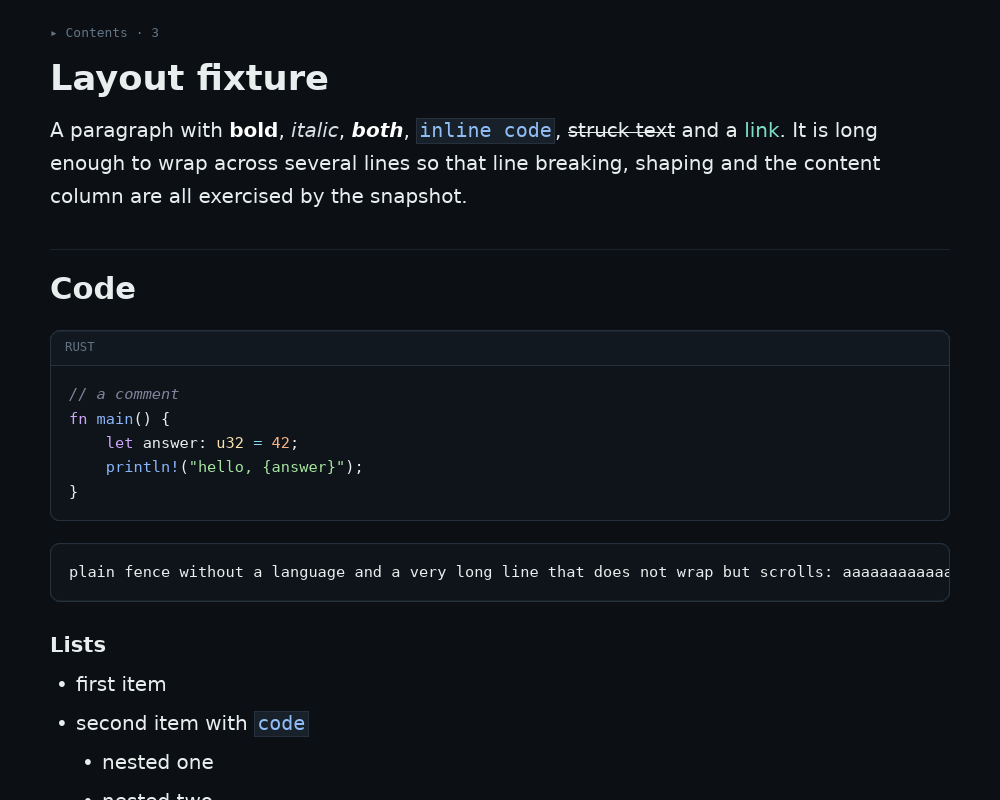 ▸ Contents · 3
Layout fixture
A paragraph with bold, italic, both, inline code, struck text and a link. It is long
enough to wrap across several lines so that line breaking, shaping and the content
column are all exercised by the snapshot.
Code
RUST
// a comment
fn main() {
    let answer: u32 = 42;
    println!("hello, {answer}");
}
plain fence without a language and a very long line that does not wrap but scrolls: aaaaaaaaaaaa
Lists
• first item
• second item with code
• nested one
• nested two